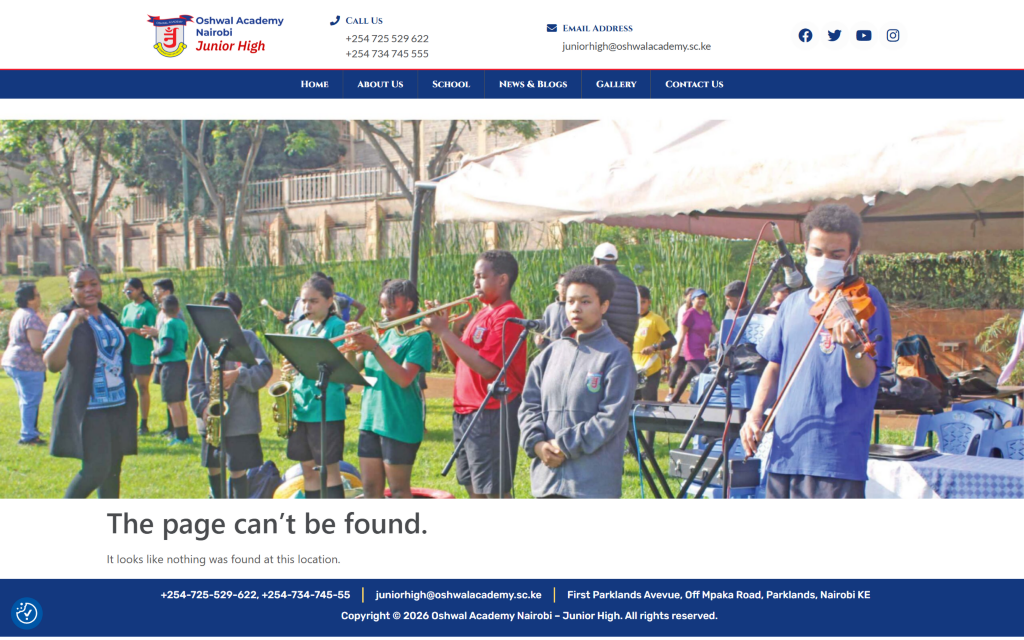 Oshwal Academy
Nairobi
Junior High
Call Us
+254 725 529 622
+254 734 745 555
Email Address
juniorhigh@oshwalacademy.sc.ke
Home
About Us
School
News & Blogs
Gallery
Contact Us
The page can’t be found.
It looks like nothing was found at this location.
+254-725-529-622, +254-734-745-55
juniorhigh@oshwalacademy.sc.ke
First Parklands Avevue, Off Mpaka Road, Parklands, Nairobi KE
Copyright © 2026 Oshwal Academy Nairobi – Junior High. All rights reserved.